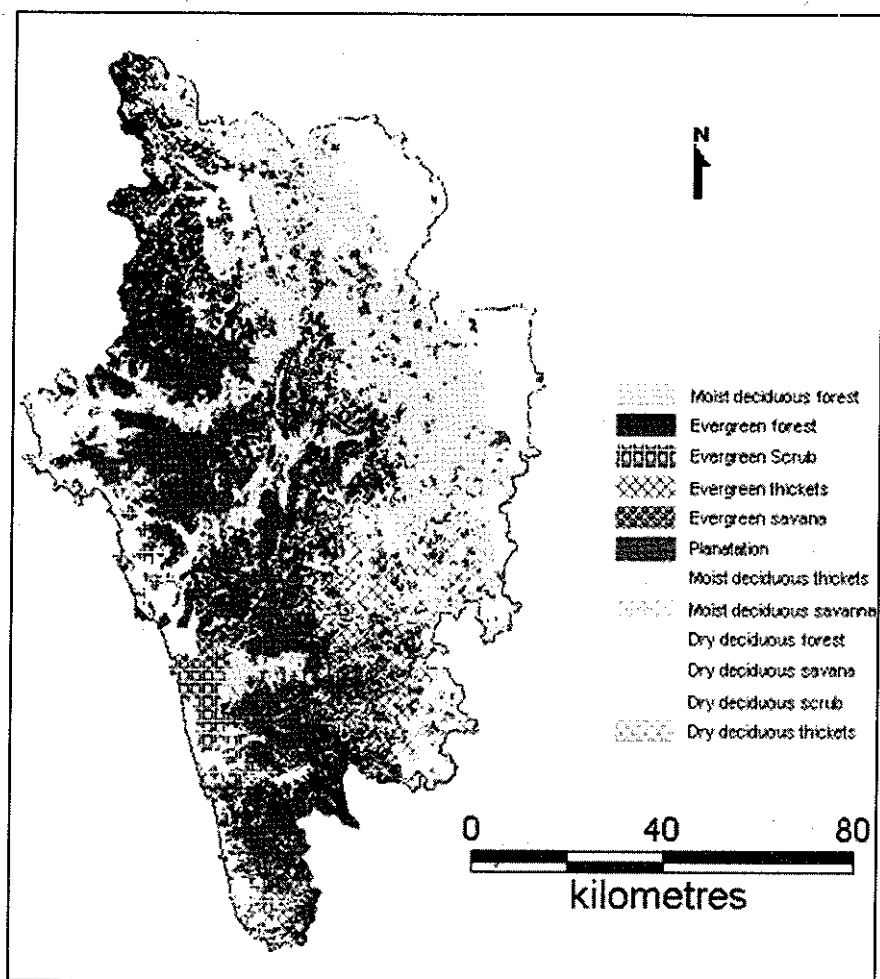 N
Moist deciduous forest
Evergreen forest
Evergreen Scrub
Evergreen thickets
Evergreen savana
Planatation
Moist deciduous thickets
Moist deciduous savanna
Dry deciduous forest
Dry deciduous savana
Dry deciduous scrub
Dry deciduous thickets
0 40 80
kilometres